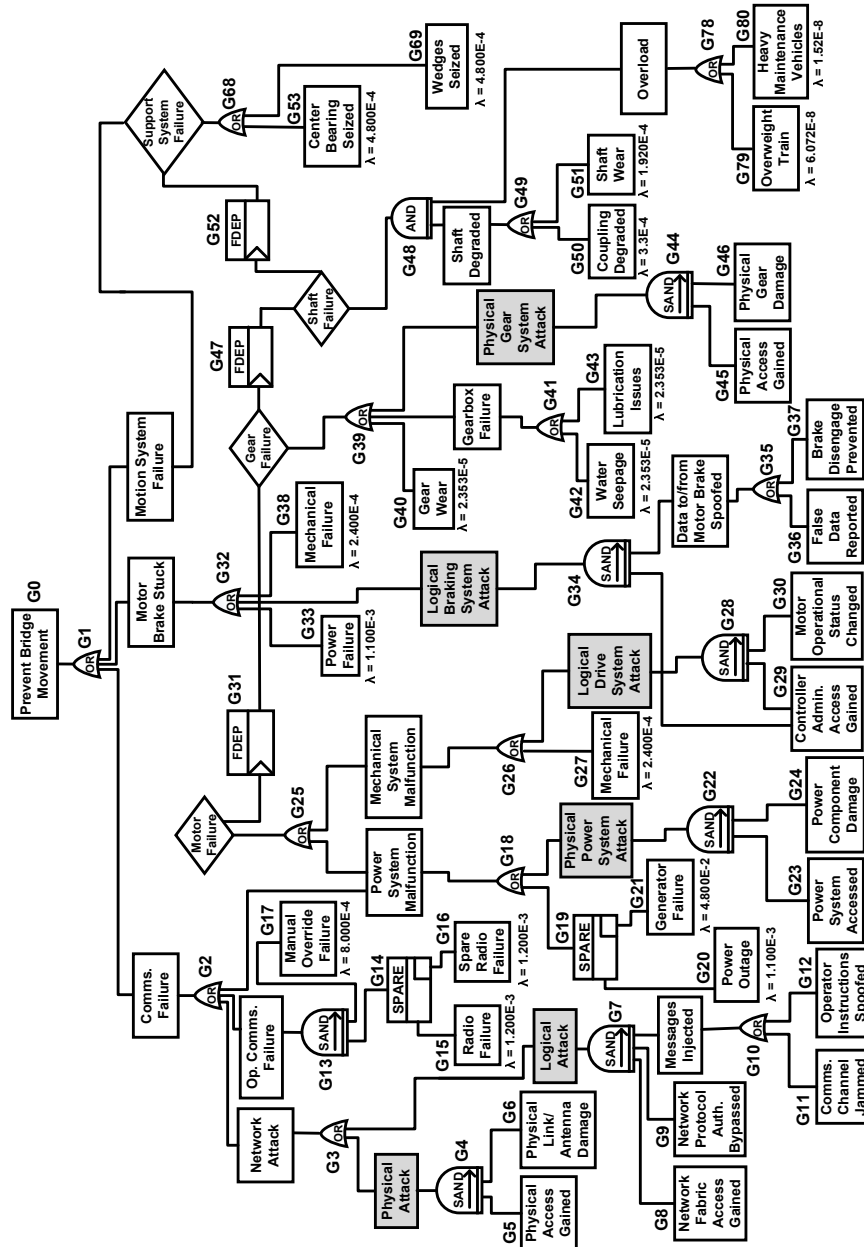 Prevent Bridge
Movement
G0
OR
G1
Comms.
Failure
Motor
Brake Stuck
Motion System
Failure
OR
G2
Network
Attack
Op. Comms.
Failure
SAND
G13
Manual
Override
Failure
G17
λ = 8.000E-4
SPARE
G14
Radio
Failure
G15
λ = 1.200E-3
Spare
Radio
Failure
G16
λ = 1.200E-3
OR
G3
Physical
Attack
SAND
G4
Physical
Access
Gained
G5
Physical
Link/
Antenna
Damage
G6
Logical
Attack
SAND
G7
Network
Fabric
Access
Gained
G8
Network
Protocol
Auth.
Bypassed
G9
Messages
Injected
OR
G10
Comms.
Channel
Jammed
G11
Operator
Instructions
Spoofed
G12
Motor
Failure
FDEP
G31
OR
G25
Power
System
Malfunction
Mechanical
System
Malfunction
OR
G18
SPARE
G19
Power
Outage
G20
λ = 1.100E-3
Generator
Failure
G21
λ = 4.800E-2
Physical
Power
System
Attack
SAND
G22
Power
System
Accessed
G23
Power
Component
Damage
G24
OR
G26
Mechanical
Failure
G27
λ = 2.400E-4
Logical
Drive
System
Attack
SAND
G28
Controller
Admin.
Access
Gained
G29
Motor
Operational
Status
Changed
G30
OR
G32
Power
Failure
G33
λ = 1.100E-3
Mechanical
Failure
G38
λ = 2.400E-4
Logical
Braking
System
Attack
SAND
G34
Data to/from
Motor Brake
Spoofed
OR
G35
False
Data
Reported
G36
Brake
Disengage
Prevented
G37
Gear
Failure
FDEP
G47
OR
G39
Gear
Wear
G40
λ = 2.353E-5
Gearbox
Failure
OR
G41
Water
Seepage
G42
λ = 2.353E-5
Lubrication
Issues
G43
λ = 2.353E-5
Physical
Gear
System
Attack
SAND
G44
Physical
Access
Gained
G45
Physical
Gear
Damage
G46
Shaft
Failure
FDEP
G52
AND
G48
Shaft
Degraded
OR
G49
Coupling
Degraded
G50
λ = 3.3E-4
Shaft
Wear
G51
λ = 1.920E-4
Support
System
Failure
OR
G68
Center
Bearing
Seized
G53
λ = 4.800E-4
Wedges
Seized
G69
λ = 4.800E-4
Overload
OR
G78
Overweight
Train
G79
λ = 6.072E-8
Heavy
Maintenance
Vehicles
G80
λ = 1.52E-8